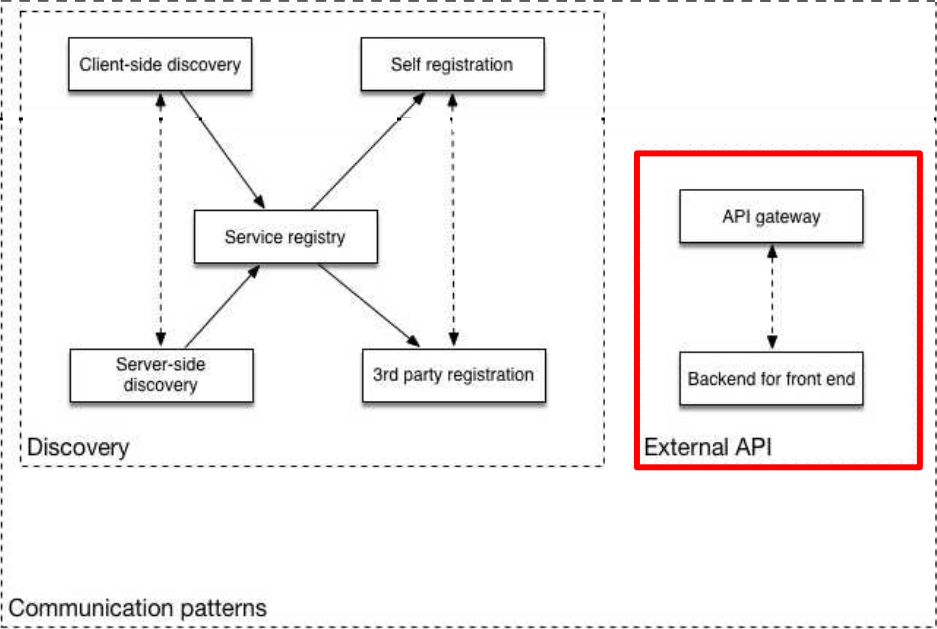 Client-side discovery
Self registration
Service registry
Server-side
discovery
3rd party registration
Discovery
API gateway
Backend for front end
External API
Communication patterns